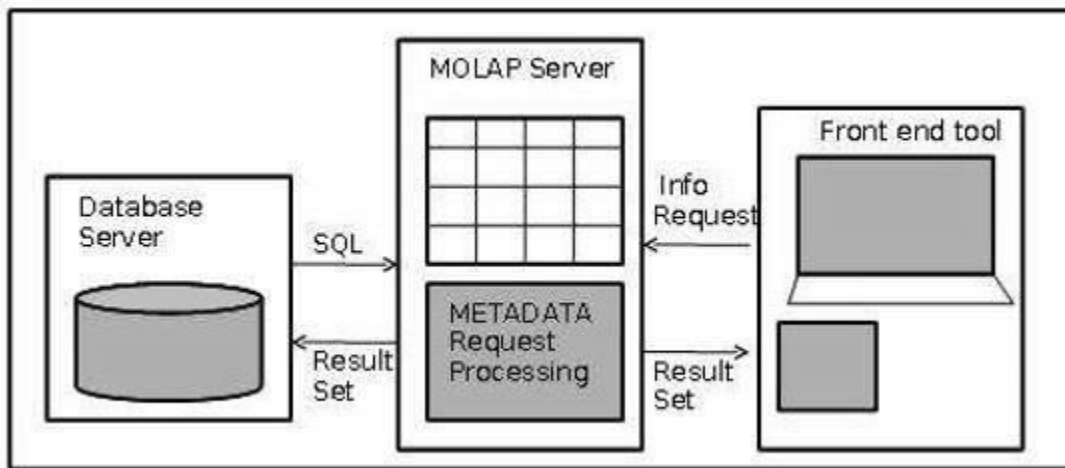 MOLAP Server
Front end tool
Database
Server
SQL
Info
Request
METADATA
Request
Processing
Result
Set
Result
Set